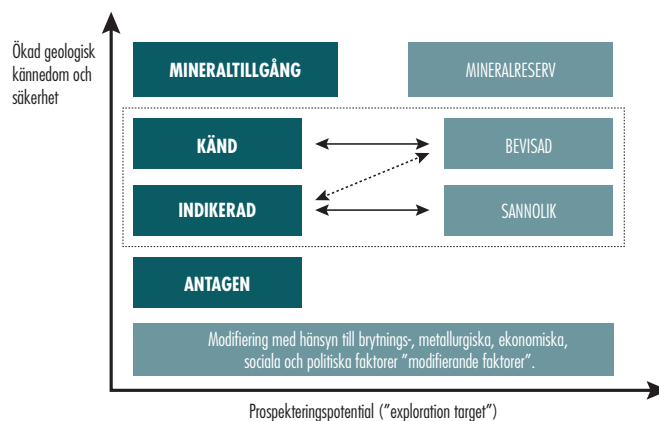 Ökad geologisk
kännedom och
säkerhet
MINERALTILLGÅNG
MINERALRESERV
KÄND
BEVISAD
INDIKERAD
SANNOLIK
ANTAGEN
Modifiering med hänsyn till brytnings-, metallurgiska, ekonomiska,
sociala och politiska faktorer ”modifierande faktorer”.
Prospekteringspotential (”exploration target”)